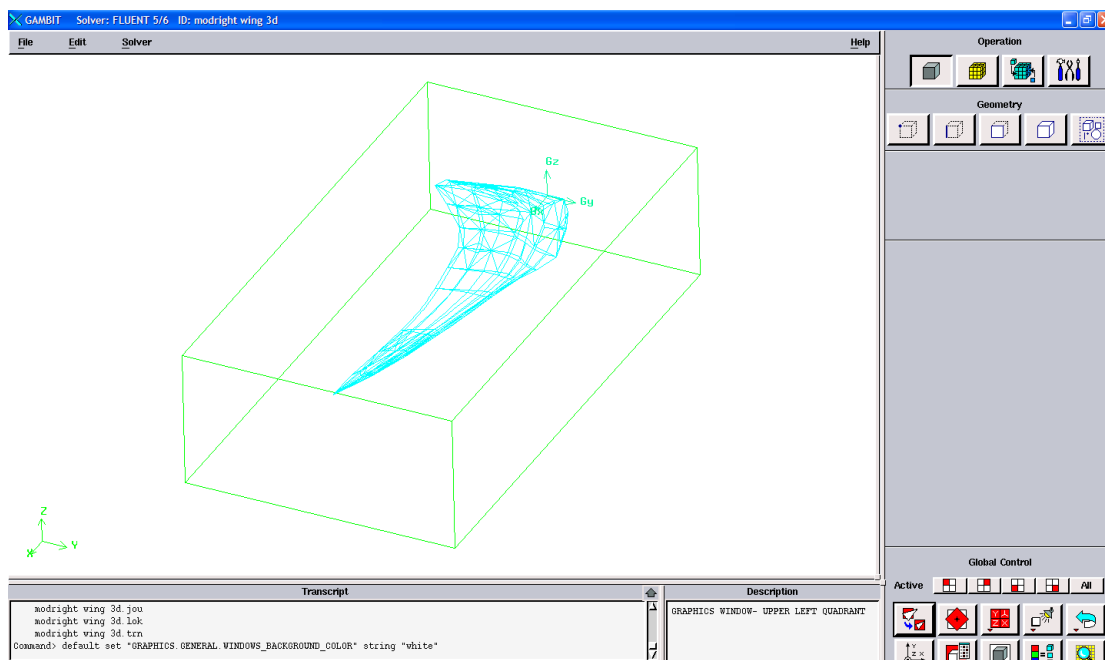 GAMBIT Solver: FLUENT 5/6 ID: modright wing 3d
File Edit Solver Help
Operation
Geometry
Gz
Gy
Z
Y
X
Global Control
Active All
Transcript
modright wing 3d.jou
modright wing 3d.lok
modright wing 3d.trn
Command> default set "GRAPHICS.GENERAL.WINDOWS_BACKGROUND_COLOR" string "white"
Description
GRAPHICS WINDOW- UPPER LEFT QUADRANT